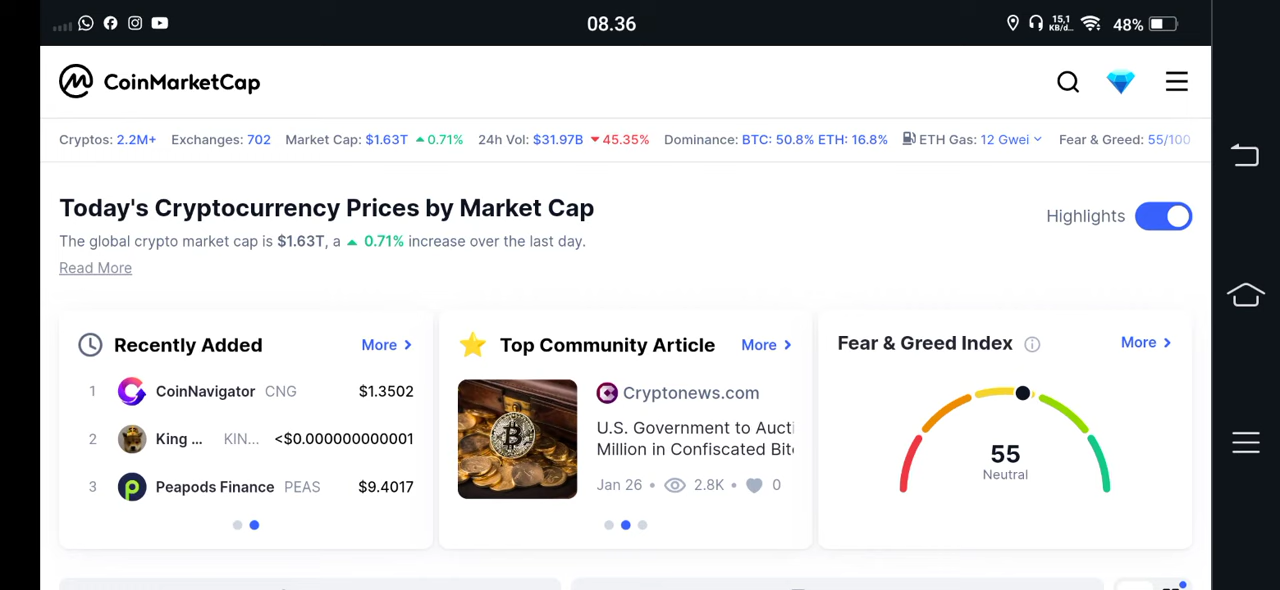 08.36
15,1
KB/d...
48%
CoinMarketCap
Cryptos: 2.2M+ Exchanges: 702 Market Cap: $1.63T 0.71% 24h Vol: $31.97B 45.35% Dominance: BTC: 50.8% ETH: 16.8% ETH Gas: 12 Gwei Fear & Greed: 55/100
Today's Cryptocurrency Prices by Market Cap
Highlights
The global crypto market cap is $1.63T, a 0.71% increase over the last day.
Read More
Recently Added More
1 CoinNavigator CNG $1.3502
2 King ... KIN... <$0.000000000001
3 Peapods Finance PEAS $9.4017
Top Community Article More
Cryptonews.com
U.S. Government to Aucti
Million in Confiscated Bit
Jan 26 • 2.8K • 0
Fear & Greed Index More
55
Neutral